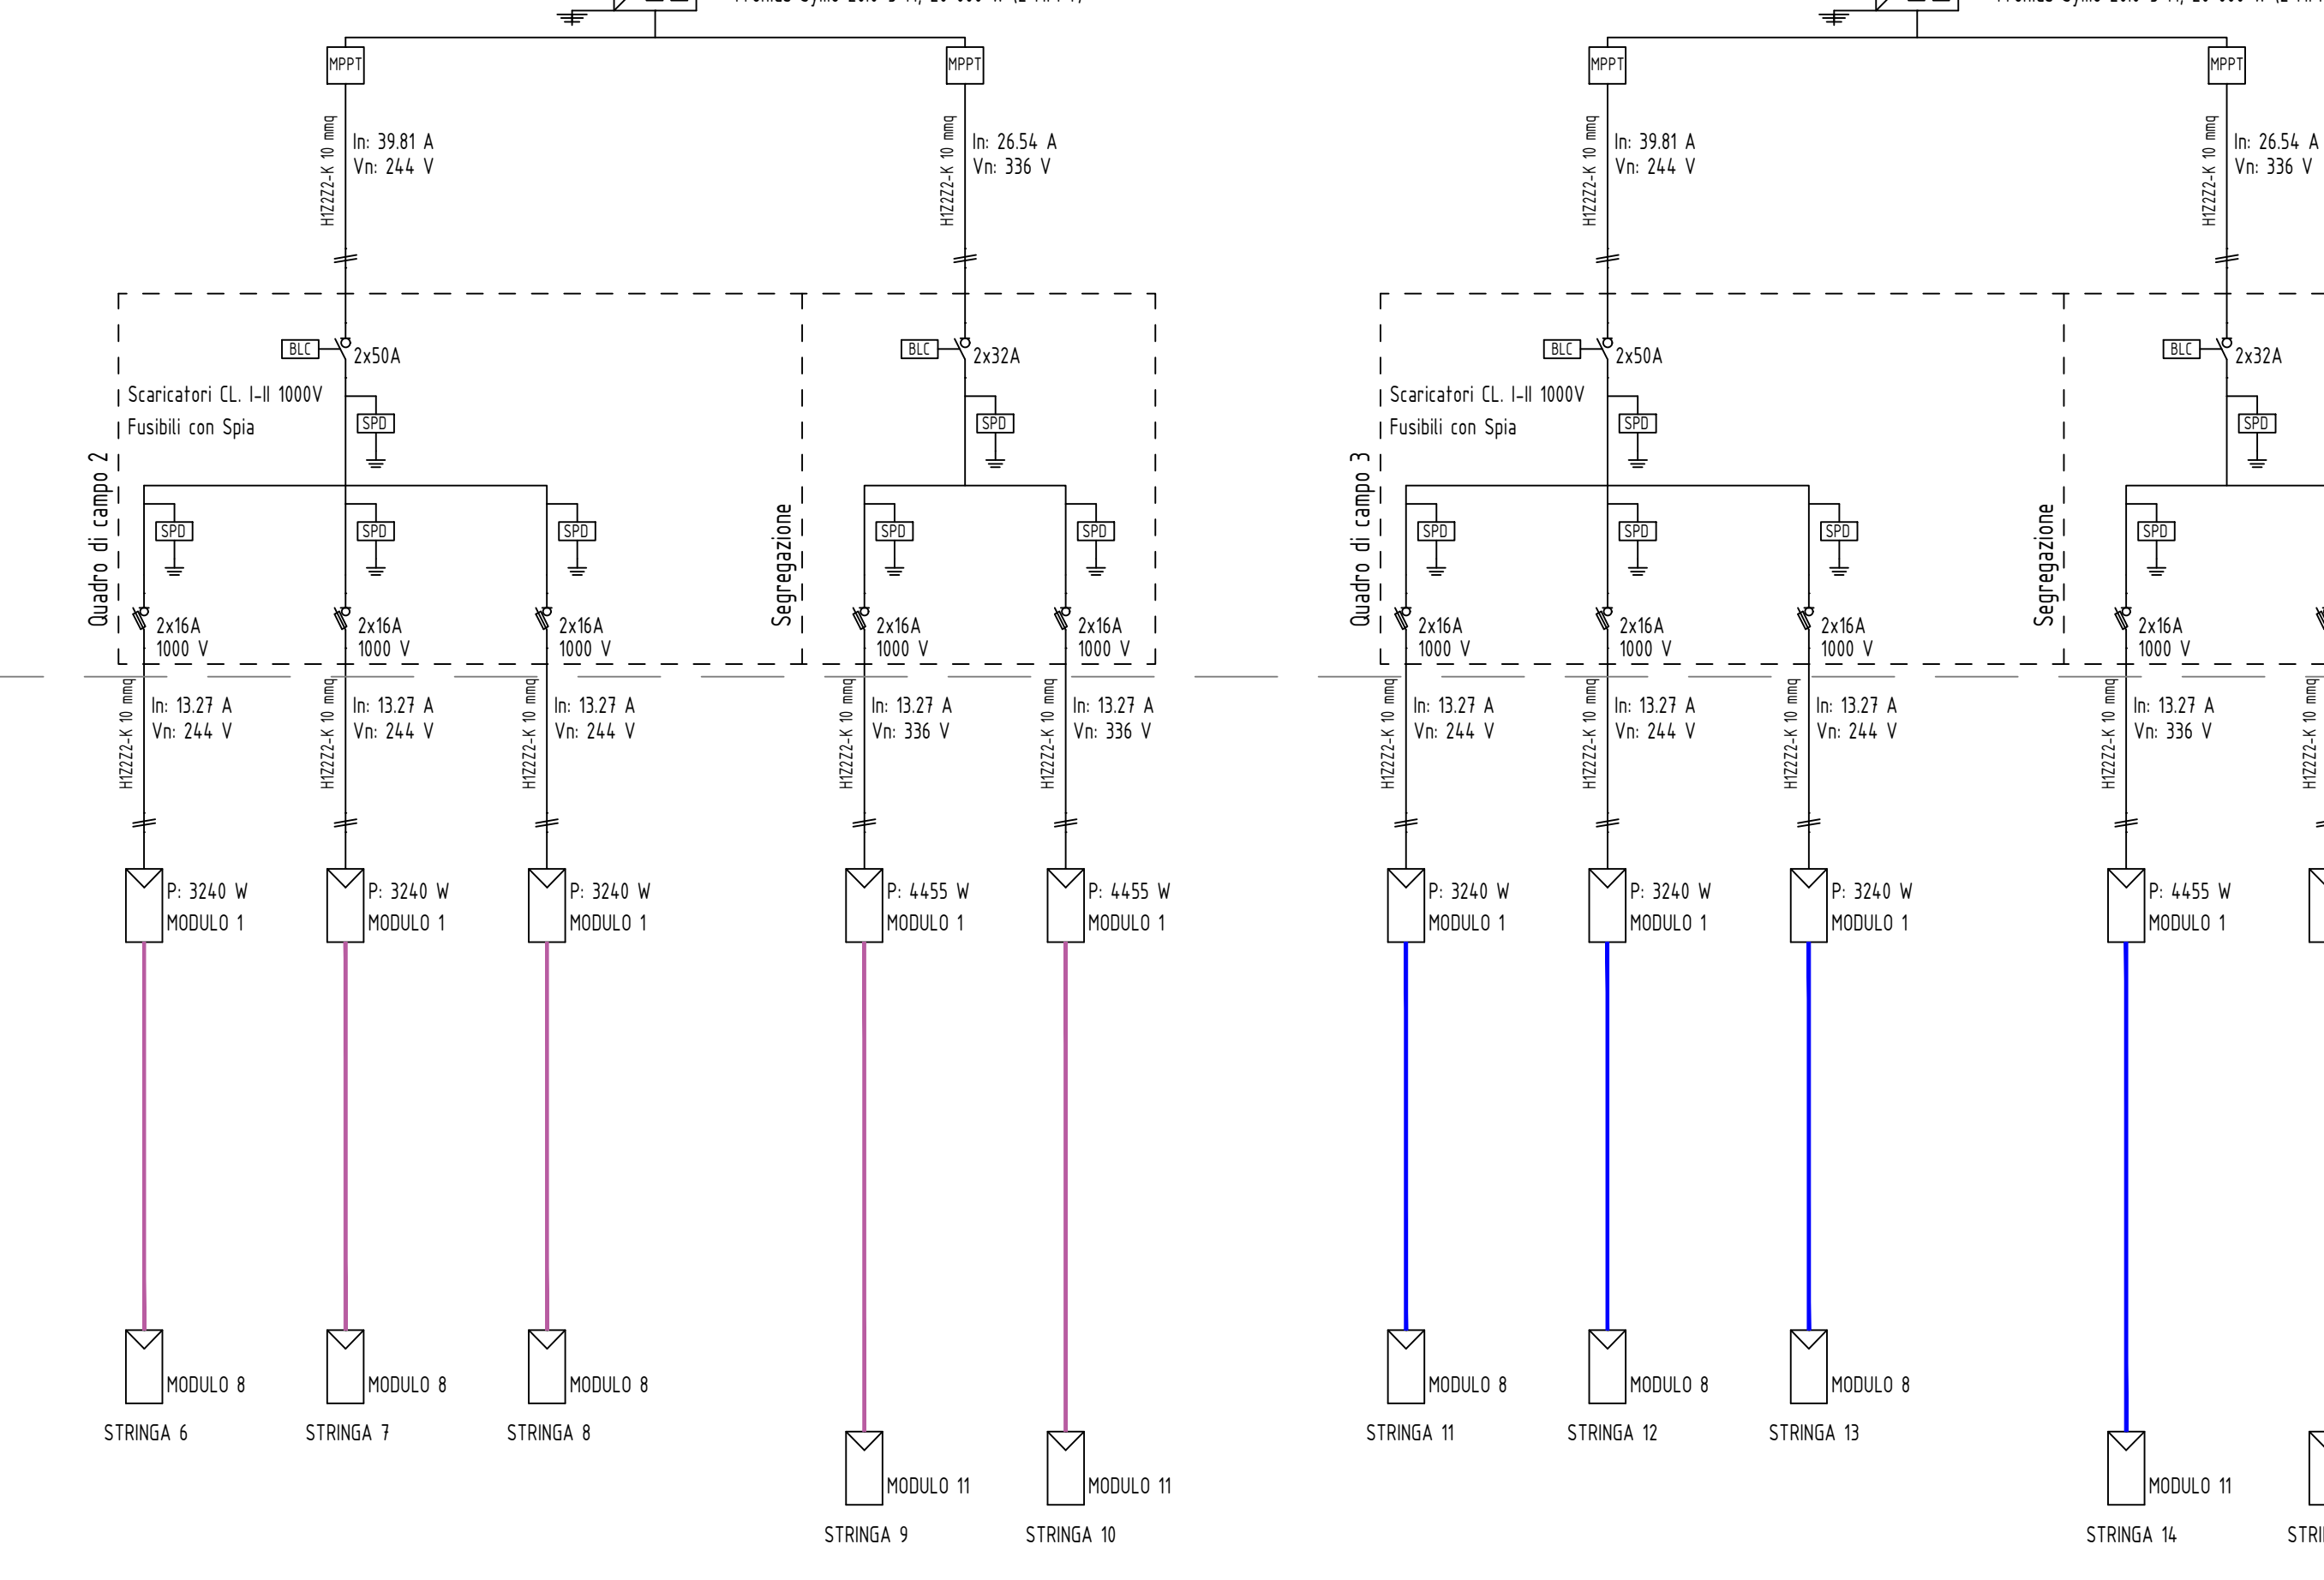 MPPT
MPPT
MPPT
MPPT
H1Z2Z2-K 10 mmq
In: 39.81 A
Vn: 244 V
H1Z2Z2-K 10 mmq
In: 26.54 A
Vn: 336 V
H1Z2Z2-K 10 mmq
In: 39.81 A
Vn: 244 V
H1Z2Z2-K 10 mmq
In: 26.54 A
Vn: 336 V
Quadro di campo 2
BLC
2x50A
Scaricatori CL. I-II 1000V
Fusibili con Spia
SPD
SPD
SPD
SPD
2x16A
1000 V
2x16A
1000 V
2x16A
1000 V
Segregazione
BLC
2x32A
SPD
SPD
SPD
2x16A
1000 V
2x16A
1000 V
Quadro di campo 3
BLC
2x50A
Scaricatori CL. I-II 1000V
Fusibili con Spia
SPD
SPD
SPD
SPD
2x16A
1000 V
2x16A
1000 V
2x16A
1000 V
Segregazione
BLC
2x32A
SPD
SPD
2x16A
1000 V
H1Z2Z2-K 10 mmq
In: 13.27 A
Vn: 244 V
H1Z2Z2-K 10 mmq
In: 13.27 A
Vn: 244 V
H1Z2Z2-K 10 mmq
In: 13.27 A
Vn: 244 V
H1Z2Z2-K 10 mmq
In: 13.27 A
Vn: 336 V
H1Z2Z2-K 10 mmq
In: 13.27 A
Vn: 336 V
H1Z2Z2-K 10 mmq
In: 13.27 A
Vn: 244 V
H1Z2Z2-K 10 mmq
In: 13.27 A
Vn: 244 V
H1Z2Z2-K 10 mmq
In: 13.27 A
Vn: 244 V
H1Z2Z2-K 10 mmq
In: 13.27 A
Vn: 336 V
H1Z2Z2-K 10 mmq
P: 3240 W
MODULO 1
P: 3240 W
MODULO 1
P: 3240 W
MODULO 1
P: 4455 W
MODULO 1
P: 4455 W
MODULO 1
P: 3240 W
MODULO 1
P: 3240 W
MODULO 1
P: 3240 W
MODULO 1
P: 4455 W
MODULO 1
MODULO 8
STRINGA 6
MODULO 8
STRINGA 7
MODULO 8
STRINGA 8
MODULO 11
STRINGA 9
MODULO 11
STRINGA 10
MODULO 8
STRINGA 11
MODULO 8
STRINGA 12
MODULO 8
STRINGA 13
MODULO 11
STRINGA 14